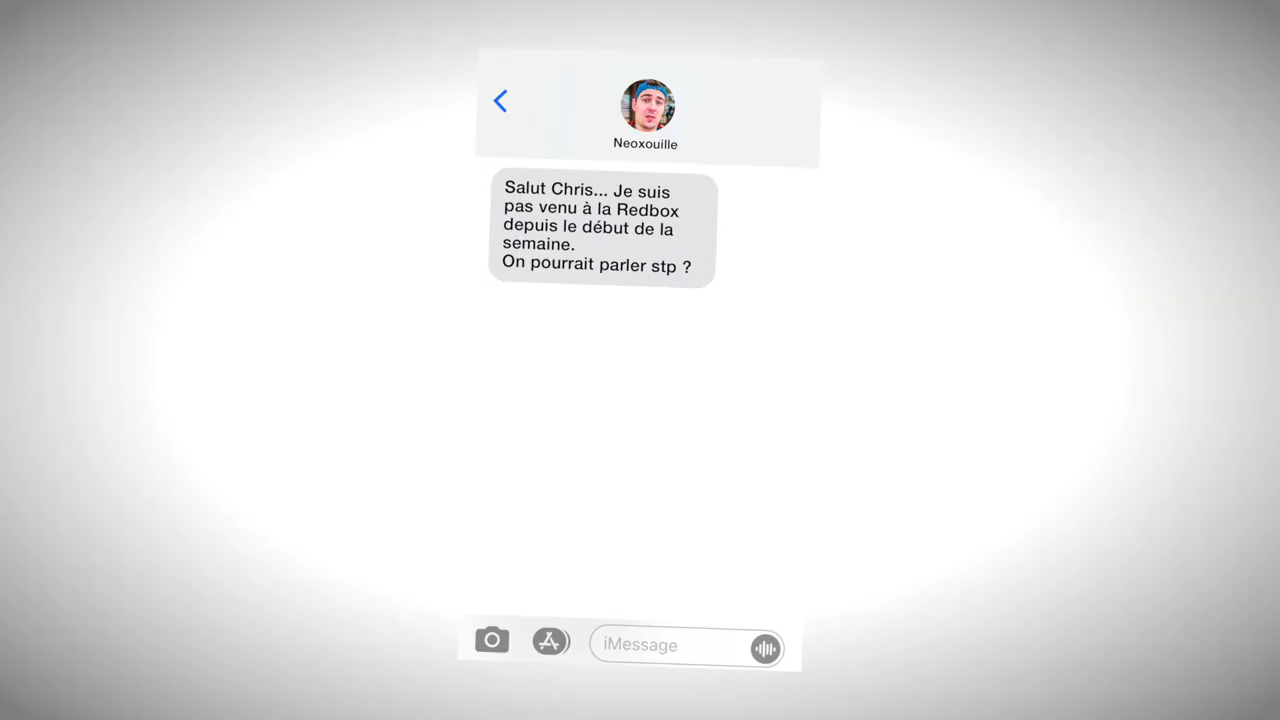 Neoxouille
Salut Chris... Je suis
pas venu à la Redbox
depuis le début de la
semaine.
On pourrait parler stp ?
iMessage